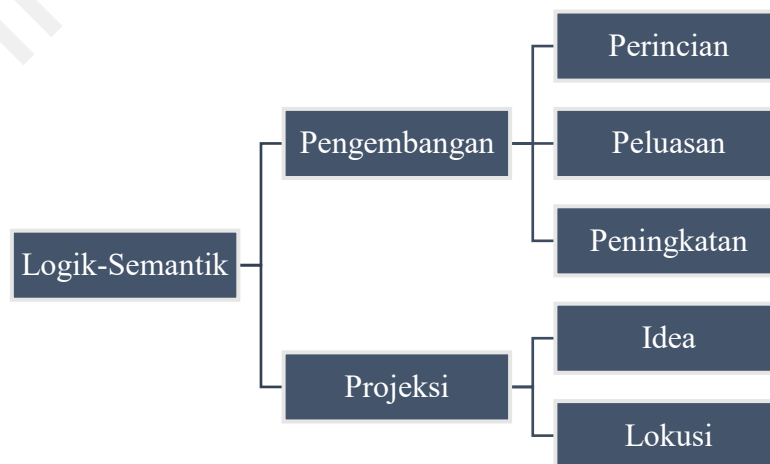 Logik-Semantik
Pengembangan
Perincian
Peluasan
Peningkatan
Projeksi
Idea
Lokusi